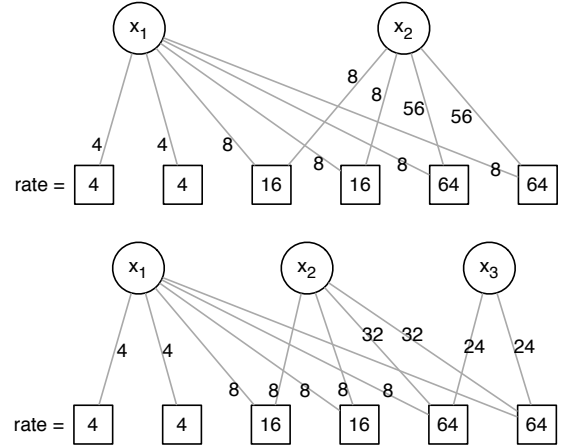 x1 x2
8
8
56
56
4 4 8
8 8 8
rate = 4 4 16 16 64 64
x1 x2 x3
32 32
4 4 24 24
8 8 8 8 8
rate = 4 4 16 16 64 64